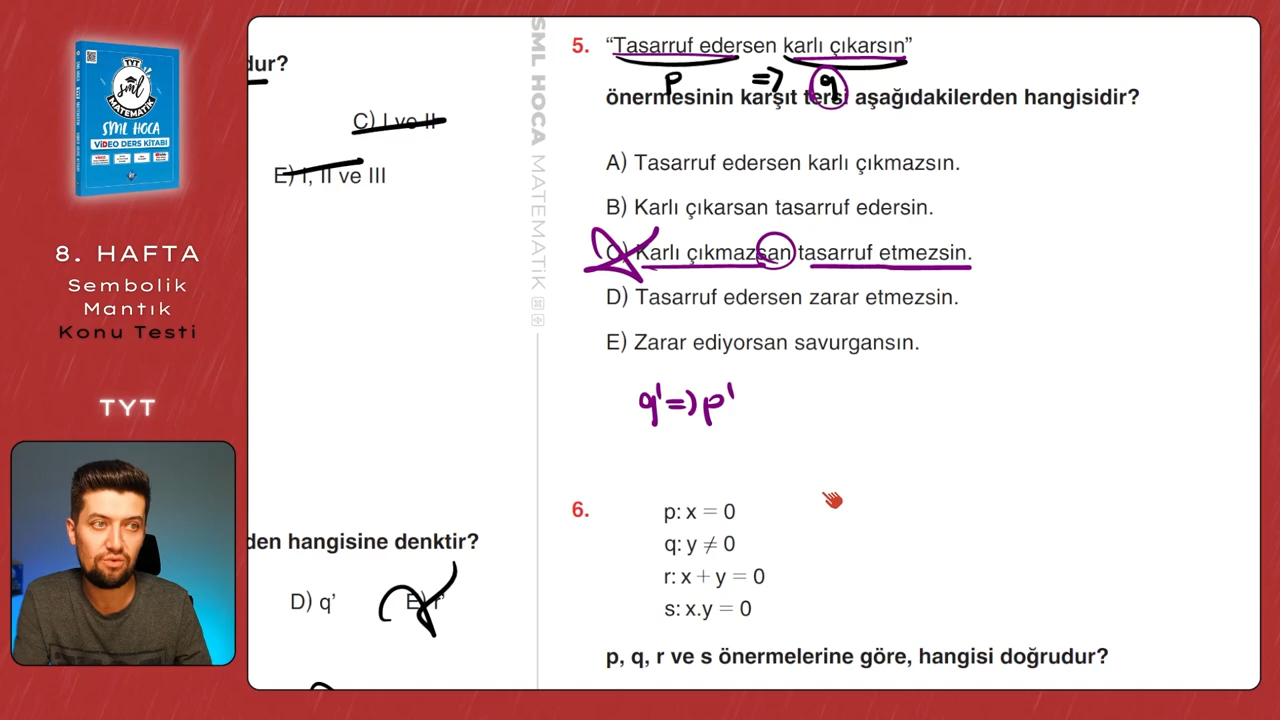 TYT
sml
MATEMATİK
SML HOCA
VİDEO DERS KİTABI
8. HAFTA
Sembolik
Mantık
Konu Testi
TYT
dur?
C) I ve II
E) I, II ve III
den hangisine denktir?
D) q'
E) r'
SML HOCA MATEMATİK
5. “Tasarruf edersen karlı çıkarsın”
p ⇒ q
önermesinin karşıt tersi aşağıdakilerden hangisidir?
A) Tasarruf edersen karlı çıkmazsın.
B) Karlı çıkarsan tasarruf edersin.
C) Karlı çıkmazsan tasarruf etmezsin.
D) Tasarruf edersen zarar etmezsin.
E) Zarar ediyorsan savurgansın.
q' ⇒ p'
6. p: x = 0
q: y ≠ 0
r: x + y = 0
s: x.y = 0
p, q, r ve s önermelerine göre, hangisi doğrudur?